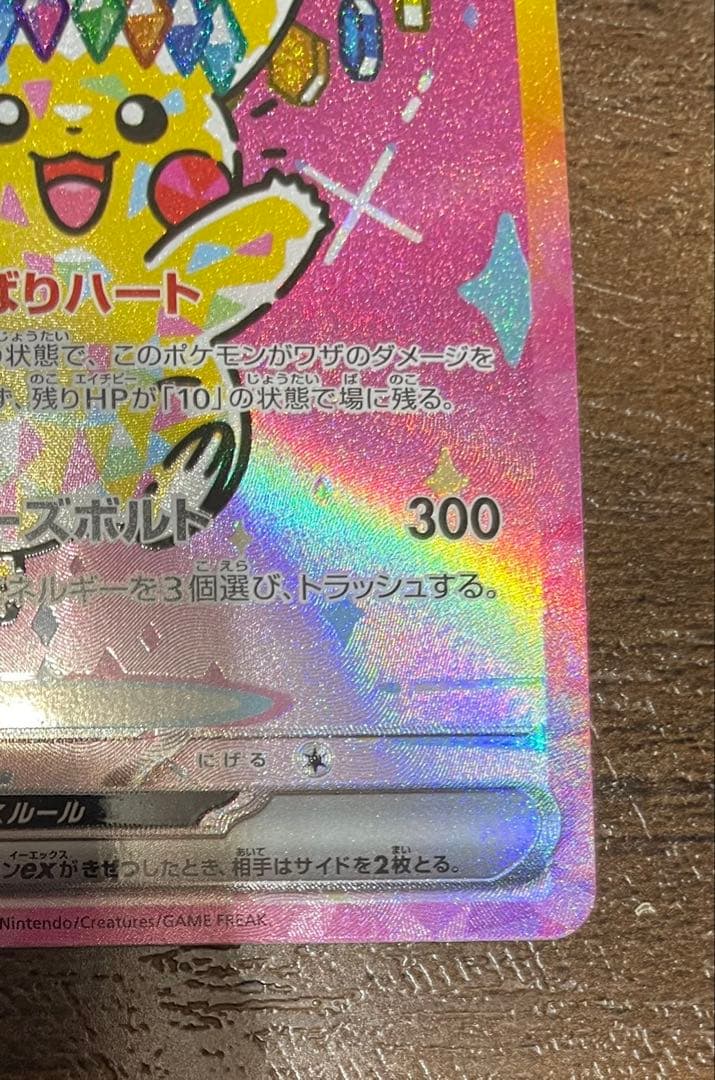 ばりハート
じょうたい
の状態で、このポケモンがワザのダメージを
のこ エイチピー じょうたい ば のこ
ず、残りHPが「10」の状態で場に残る。
ーズボルト 300
こ えら
ネルギーを3個選び、トラッシュする。
にげる
ルール
イーエックス あいて まい
ンexがきぜつしたとき、相手はサイドを2枚とる。
Nintendo/Creatures/GAME FREAK